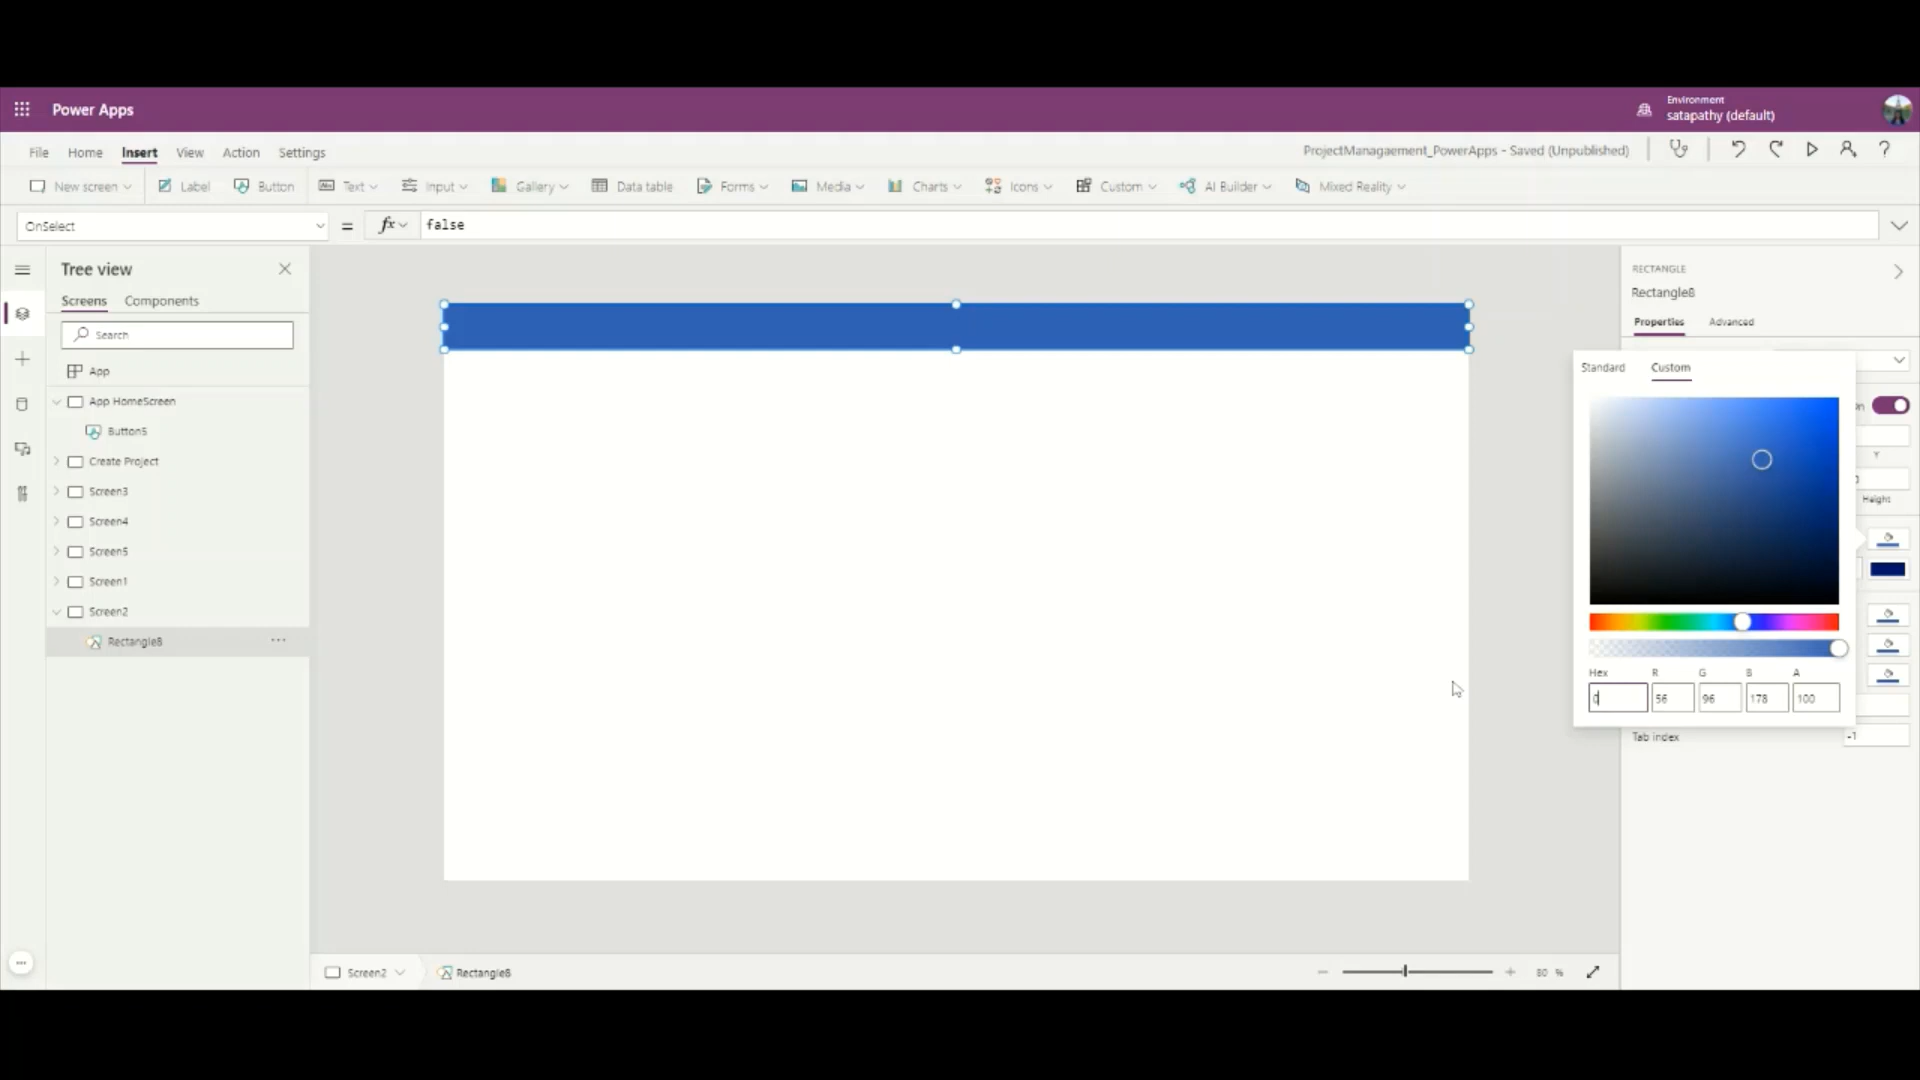 Power Apps
Environment
satapathy (default)
File Home Insert View Action Settings
ProjectManagaement_PowerApps - Saved (Unpublished)
New screen Label Button Text Input Gallery Data table Forms Media Charts Icons Custom AI Builder Mixed Reality
OnSelect = fx false
Tree view
Screens Components
Search
App
App HomeScreen
Button5
Create Project
Screen3
Screen4
Screen5
Screen1
Screen2
Rectangle8
RECTANGLE
Rectangle8
Properties Advanced
Standard Custom
Y
Height
Hex R G B A
56 96 178 100
Tab index -1
Screen2 Rectangle8
80 %